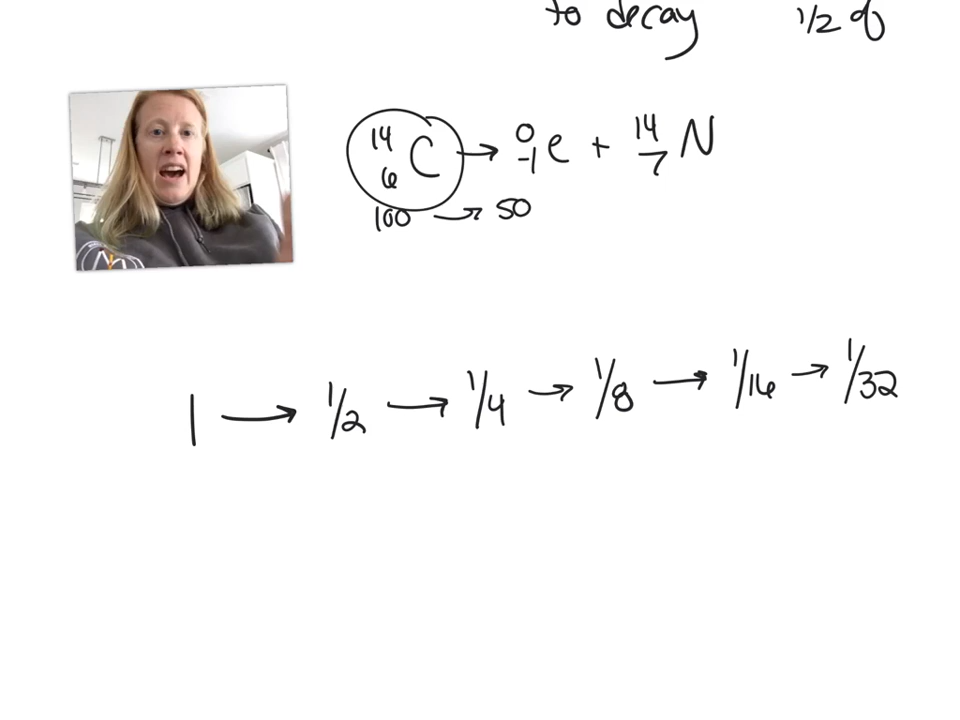 to decay 1/2 of
14 6 C → 0 -1 e + 14 7 N
100 → 50
1 → 1/2 → 1/4 → 1/8 → 1/16 → 1/32